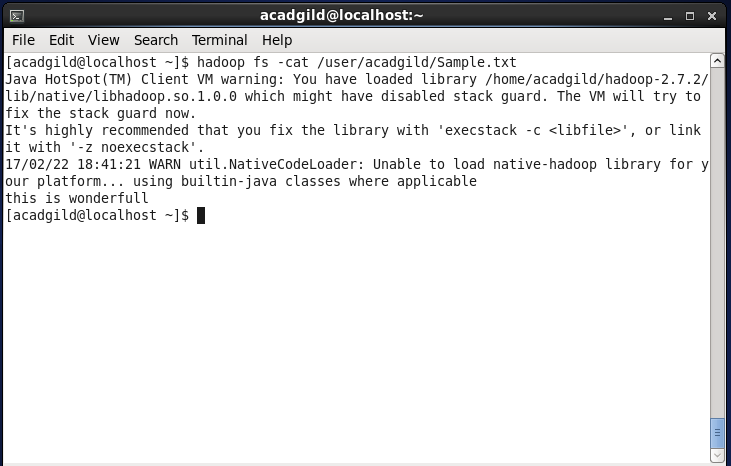 acadgild@localhost:~
File Edit View Search Terminal Help
[acadgild@localhost ~]$ hadoop fs -cat /user/acadgild/Sample.txt
Java HotSpot(TM) Client VM warning: You have loaded library /home/acadgild/hadoop-2.7.2/
lib/native/libhadoop.so.1.0.0 which might have disabled stack guard. The VM will try to
fix the stack guard now.
It's highly recommended that you fix the library with 'execstack -c <libfile>', or link
it with '-z noexecstack'.
17/02/22 18:41:21 WARN util.NativeCodeLoader: Unable to load native-hadoop library for y
our platform... using builtin-java classes where applicable
this is wonderfull
[acadgild@localhost ~]$